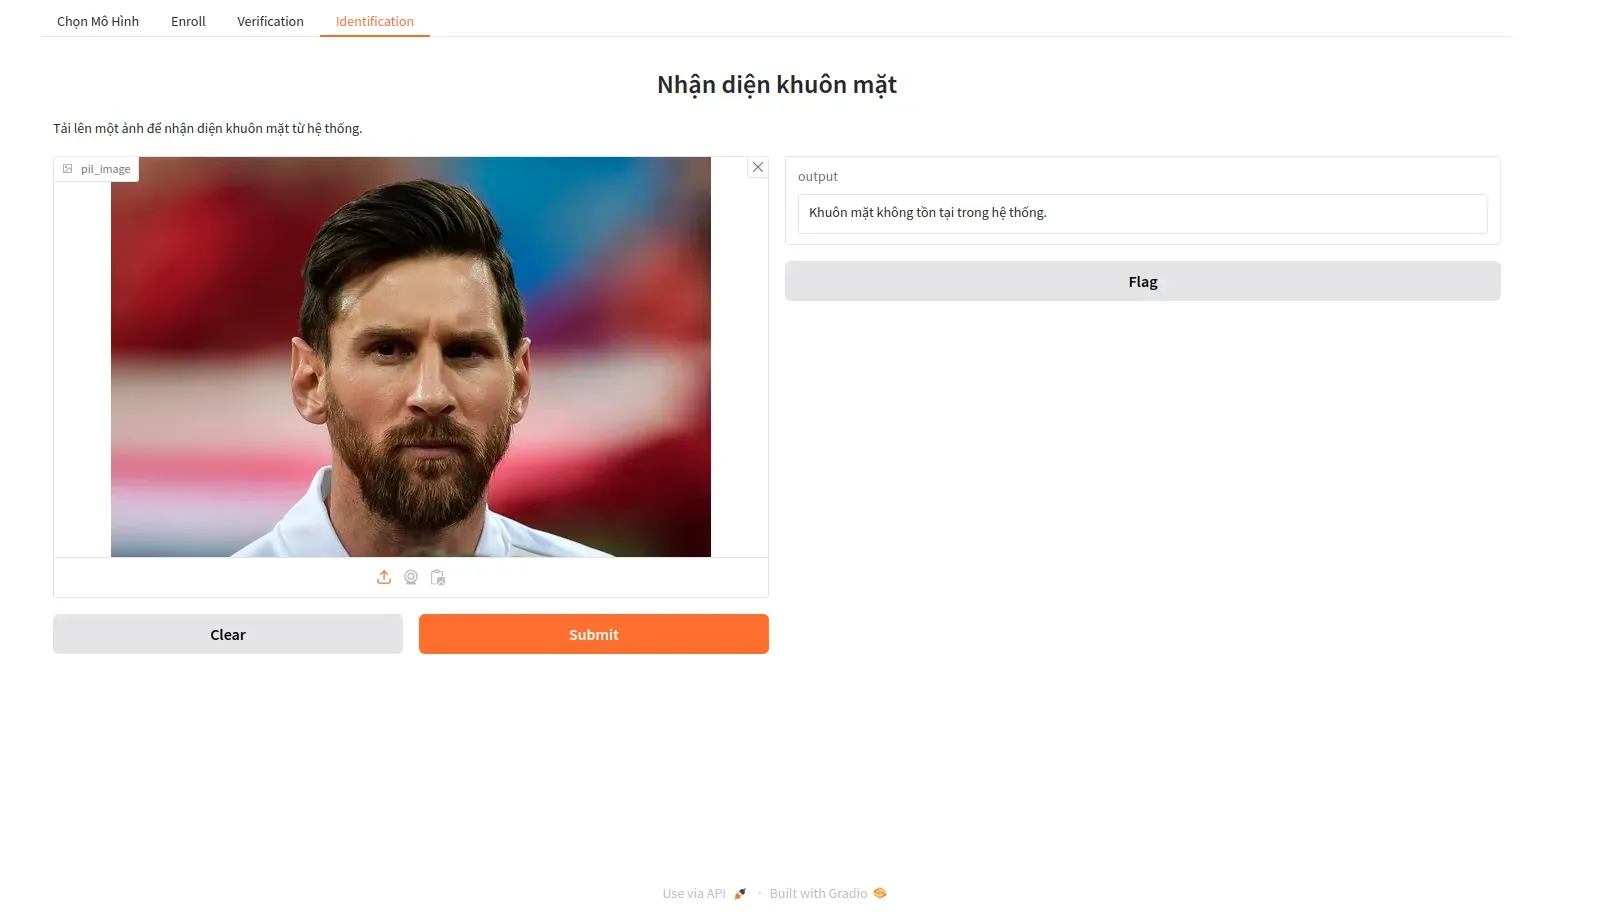 Chọn Mô Hình
Enroll
Verification
Identification
Nhận diện khuôn mặt
Tải lên một ảnh để nhận diện khuôn mặt từ hệ thống.
pil_image
output
Khuôn mặt không tồn tại trong hệ thống.
Flag
Clear
Submit
Use via API · Built with Gradio